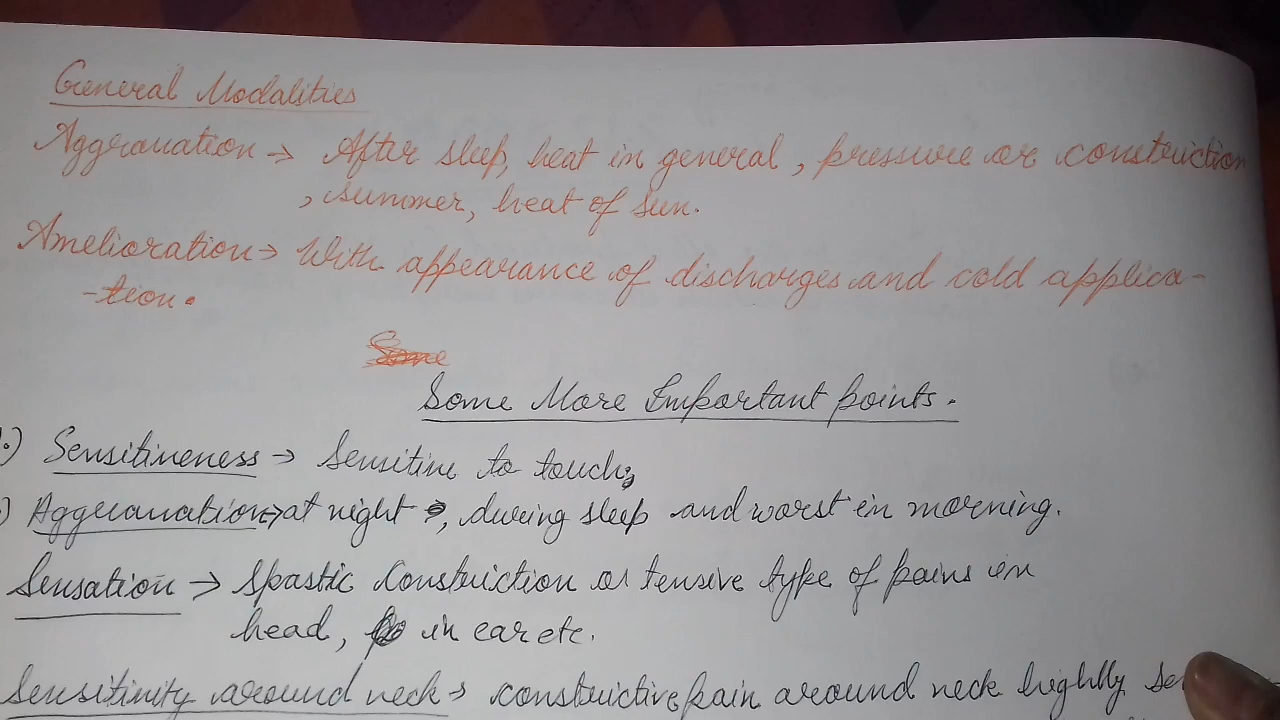 General Modalities
Aggravation → After sleep, heat in general, pressure or constriction
, summer, heat of sun.
Amelioration → With appearance of discharges and cold applica-
-tion.
Some
Some More Important points.
.) Sensitiveness → Sensitive to touch,
) Aggravation → at night, during sleep and worst in morning.
Sensation → Spastic Constriction or tensive type of pains in
head, in ear etc.
Sensitivity around neck → constrictive pain around neck highlly